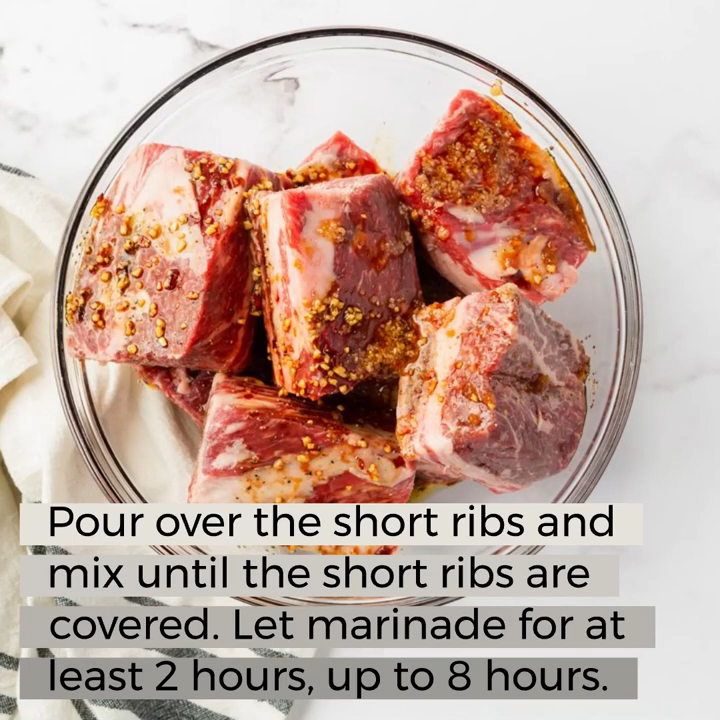 Pour over the short ribs and
mix until the short ribs are
covered. Let marinade for at
least 2 hours, up to 8 hours.